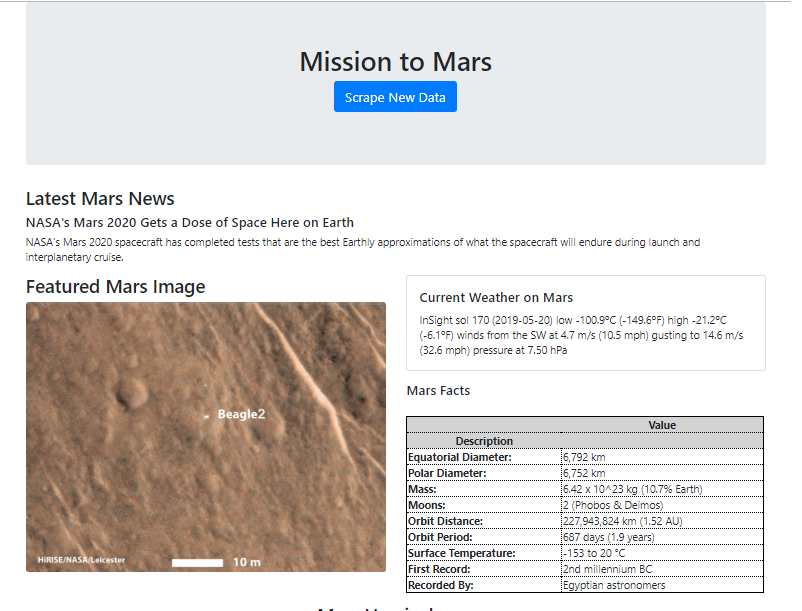 Mission to Mars
Scrape New Data
Latest Mars News
NASA's Mars 2020 Gets a Dose of Space Here on Earth
NASA's Mars 2020 spacecraft has completed tests that are the best Earthly approximations of what the spacecraft will endure during launch and
interplanetary cruise.
Featured Mars Image
Beagle2
HiRISE/NASA/Leicester
10 m
Current Weather on Mars
InSight sol 170 (2019-05-20) low -100.9ºC (-149.6ºF) high -21.2ºC
(-6.1ºF) winds from the SW at 4.7 m/s (10.5 mph) gusting to 14.6 m/s
(32.6 mph) pressure at 7.50 hPa
Mars Facts
Value
Description
Equatorial Diameter: 6,792 km
Polar Diameter: 6,752 km
Mass: 6.42 x 10^23 kg (10.7% Earth)
Moons: 2 (Phobos & Deimos)
Orbit Distance: 227,943,824 km (1.52 AU)
Orbit Period: 687 days (1.9 years)
Surface Temperature: -153 to 20 °C
First Record: 2nd millennium BC
Recorded By: Egyptian astronomers